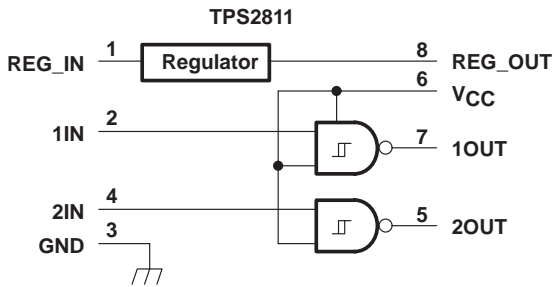 TPS2811
REG_IN 1 Regulator 8 REG_OUT
6 VCC
1IN 2 7 1OUT
2IN 4 5 2OUT
GND 3